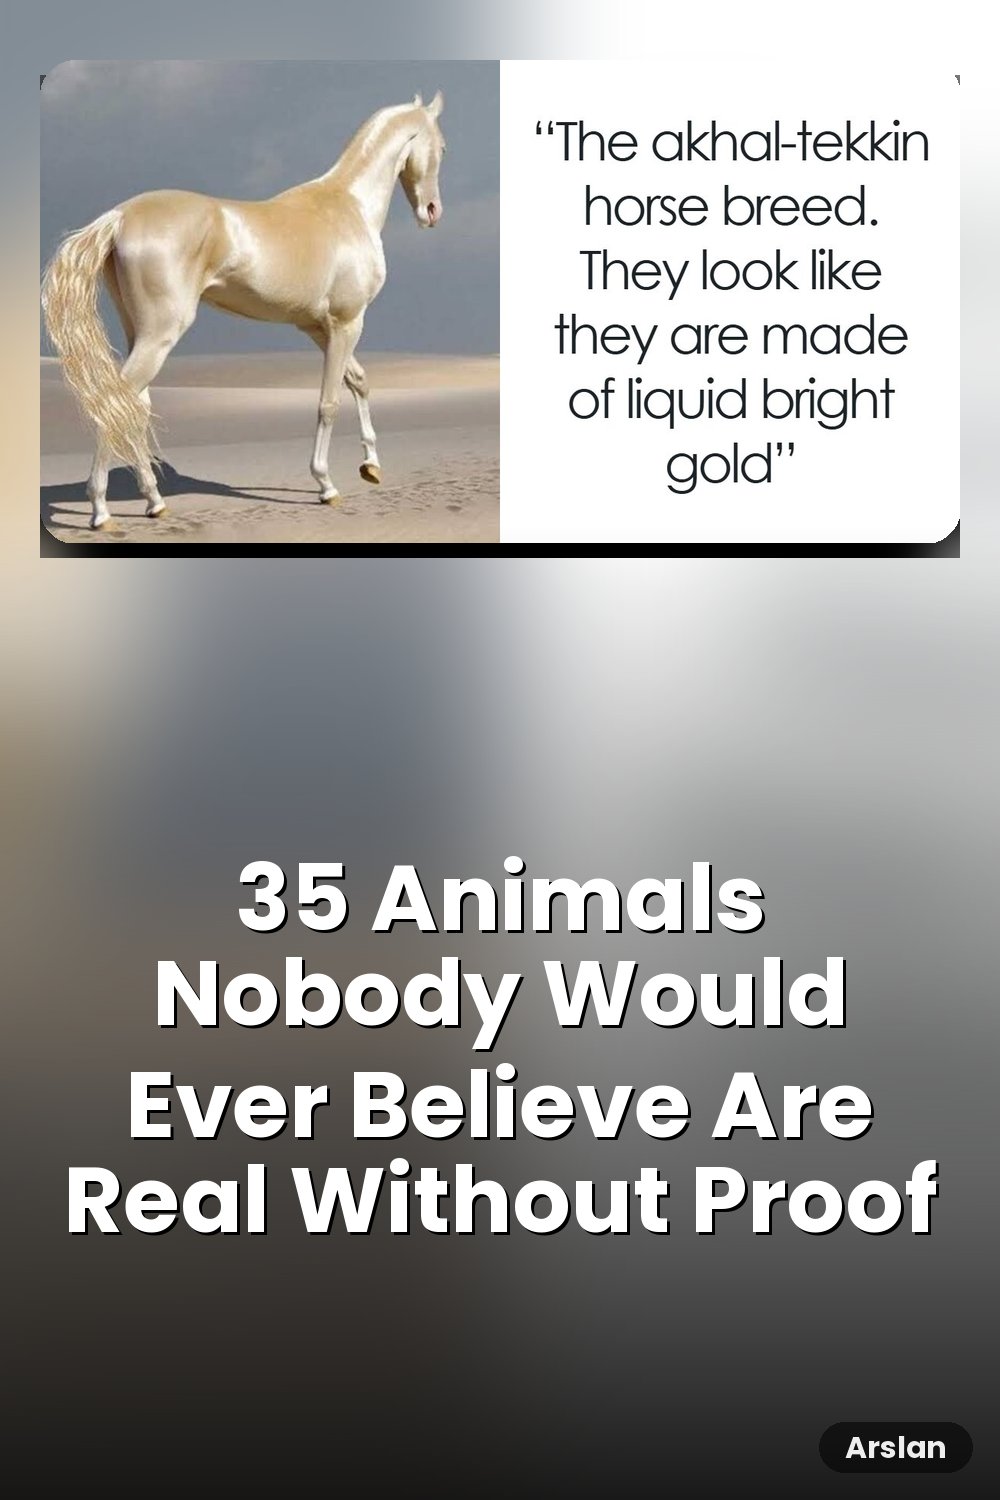 “The akhal-tekkin
horse breed.
They look like
they are made
of liquid bright
gold”
35 Animals
Nobody Would
Ever Believe Are
Real Without Proof
Arslan